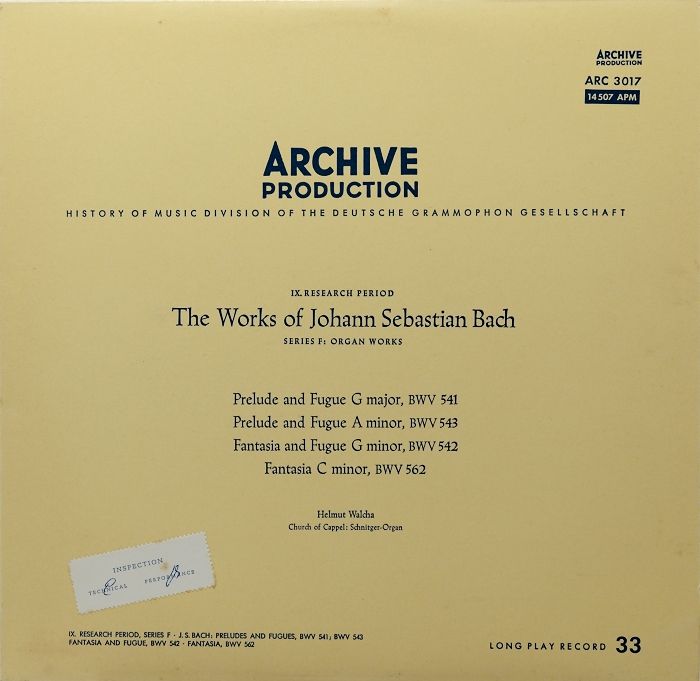 ARCHIVE
PRODUCTION
ARC 3017
14507 APM
ARCHIVE
PRODUCTION
HISTORY OF MUSIC DIVISION OF THE DEUTSCHE GRAMMOPHON GESELLSCHAFT
IX. RESEARCH PERIOD
The Works of Johann Sebastian Bach
SERIES F: ORGAN WORKS
Prelude and Fugue G major, BWV 541
Prelude and Fugue A minor, BWV 543
Fantasia and Fugue G minor, BWV 542
Fantasia C minor, BWV 562
Helmut Walcha
Church of Cappel: Schnitger-Organ
INSPECTION
TECHNICAL PERFORMANCE
IX. RESEARCH PERIOD, SERIES F · J. S. BACH: PRELUDES AND FUGUES, BWV 541; BWV 543
FANTASIA AND FUGUE, BWV 542 · FANTASIA, BWV 562
LONG PLAY RECORD 33